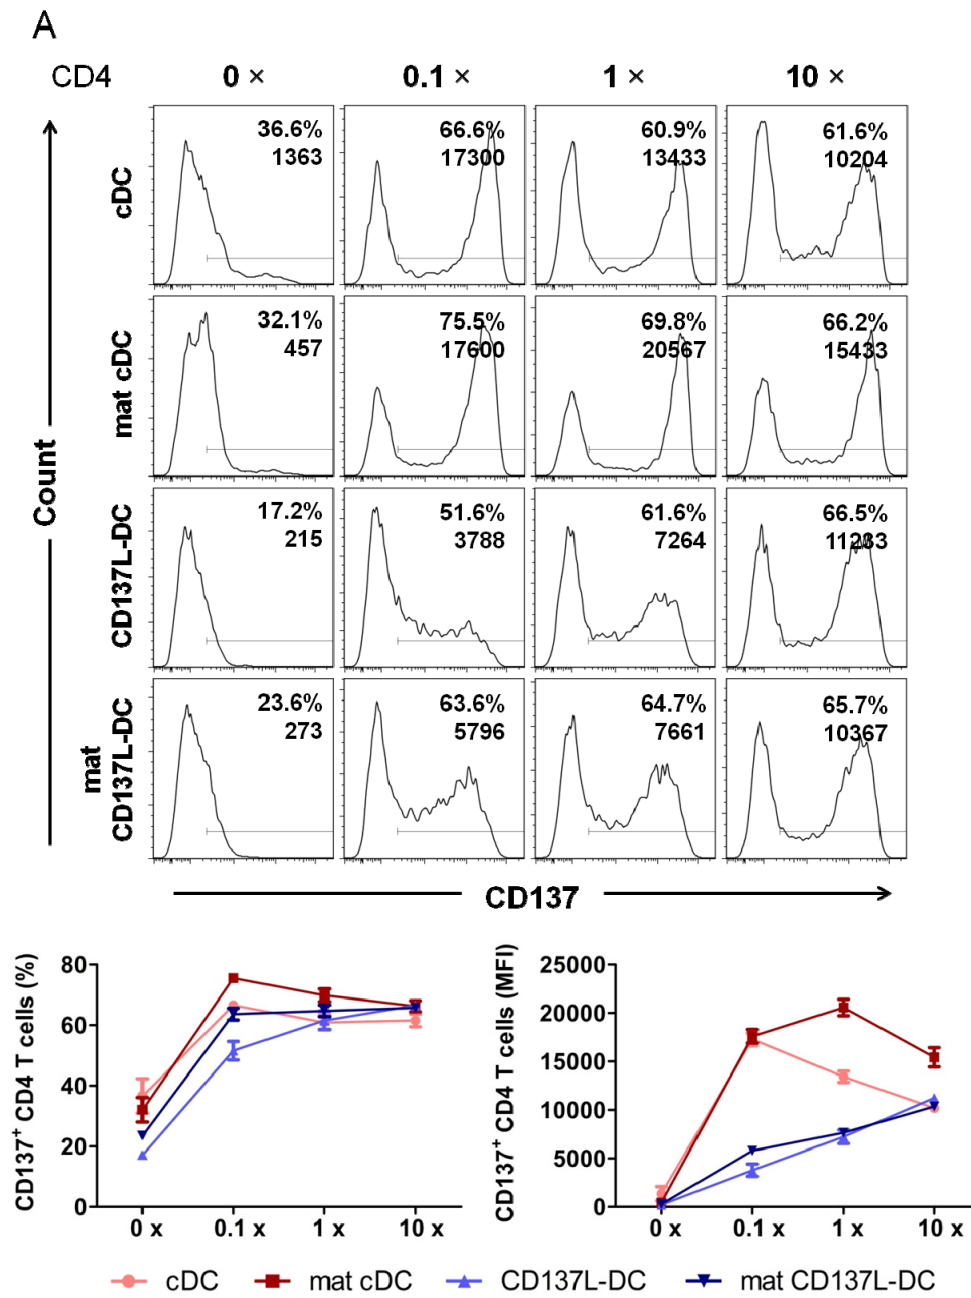 A
CD4 0 × 0.1 × 1 × 10 ×
cDC
36.6% 66.6% 60.9% 61.6%
1363 17300 13433 10204
mat cDC
32.1% 75.5% 69.8% 66.2%
457 17600 20567 15433
CD137L-DC
17.2% 51.6% 61.6% 66.5%
215 3788 7264 11283
mat
CD137L-DC
23.6% 63.6% 64.7% 65.7%
273 5796 7661 10367
Count
CD137
CD137+ CD4 T cells (%)
80
60
40
20
0
0 x 0.1 x 1 x 10 x
CD137+ CD4 T cells (MFI)
25000
20000
15000
10000
5000
0
0 x 0.1 x 1 x 10 x
cDC mat cDC CD137L-DC mat CD137L-DC